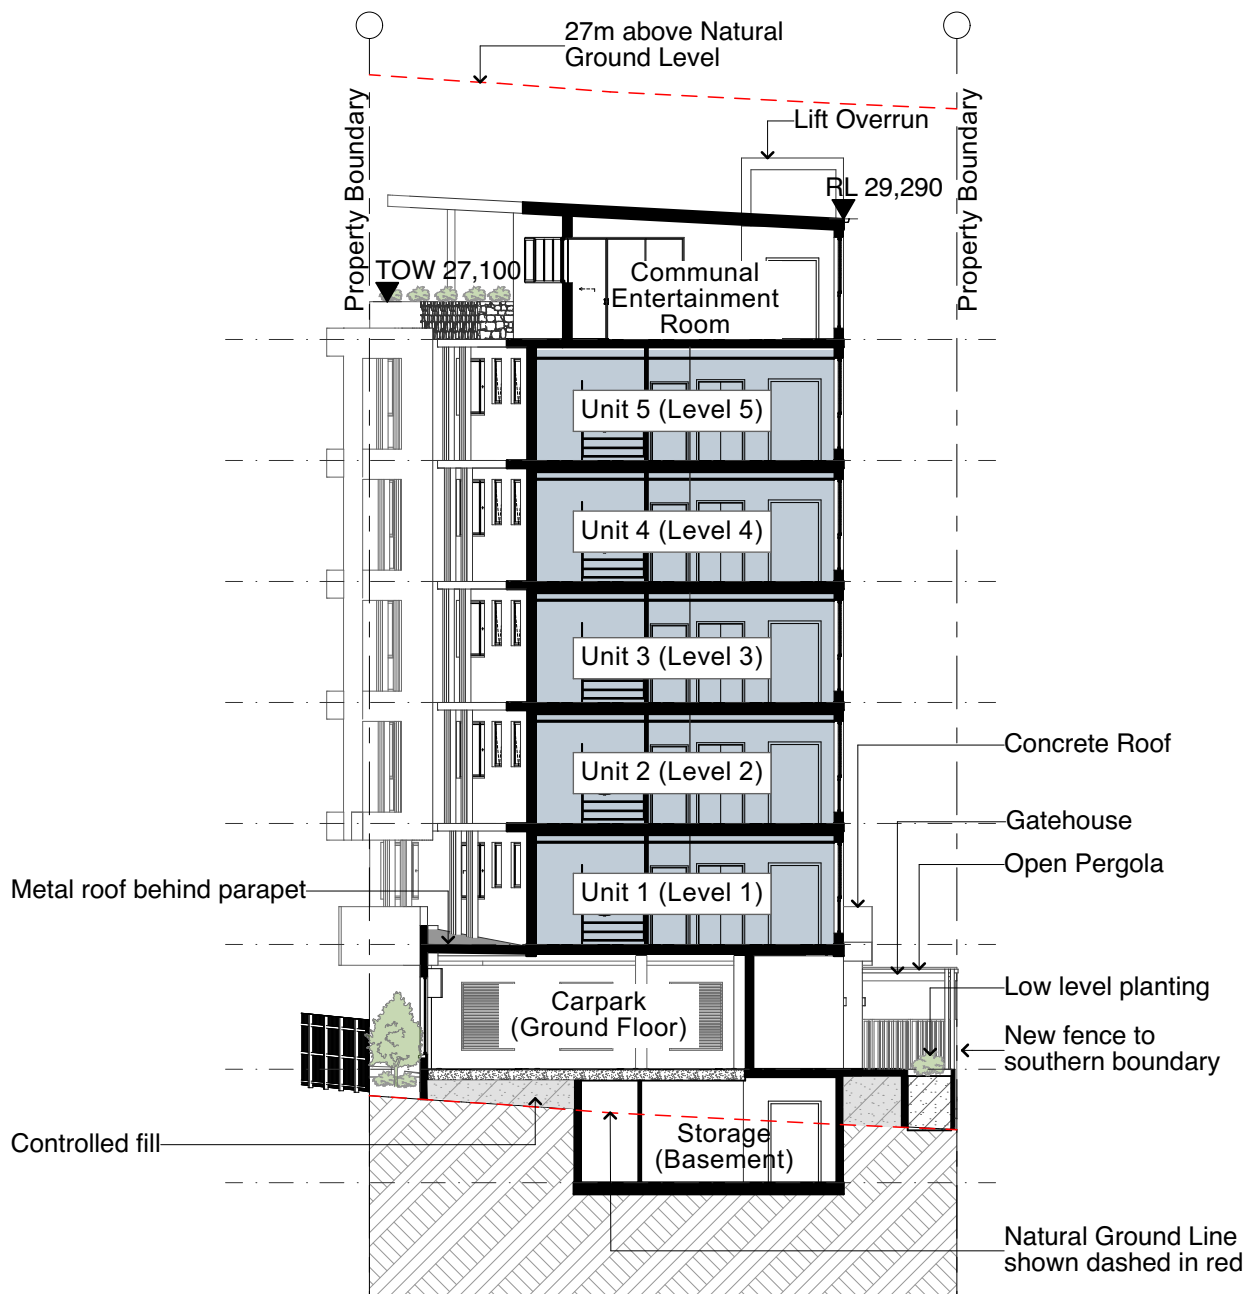 27m above Natural
Ground Level
Property Boundary
Property Boundary
Lift Overrun
RL 29,290
TOW 27,100
Communal
Entertainment
Room
Unit 5 (Level 5)
Unit 4 (Level 4)
Unit 3 (Level 3)
Unit 2 (Level 2)
Concrete Roof
Gatehouse
Open Pergola
Metal roof behind parapet
Unit 1 (Level 1)
Carpark
(Ground Floor)
Low level planting
New fence to
southern boundary
Controlled fill
Storage
(Basement)
Natural Ground Line
shown dashed in red